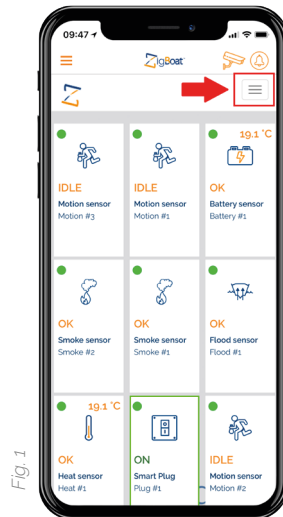 09:47
ZigBoat
19.1 °C
IDLE
Motion sensor
Motion #3
IDLE
Motion sensor
Motion #1
OK
Battery sensor
Battery #1
OK
Smoke sensor
Smoke #2
OK
Smoke sensor
Smoke #1
OK
Flood sensor
Flood #1
19.1 °C
OK
Heat sensor
Heat #1
ON
Smart Plug
Plug #1
IDLE
Motion sensor
Motion #2
Fig. 1